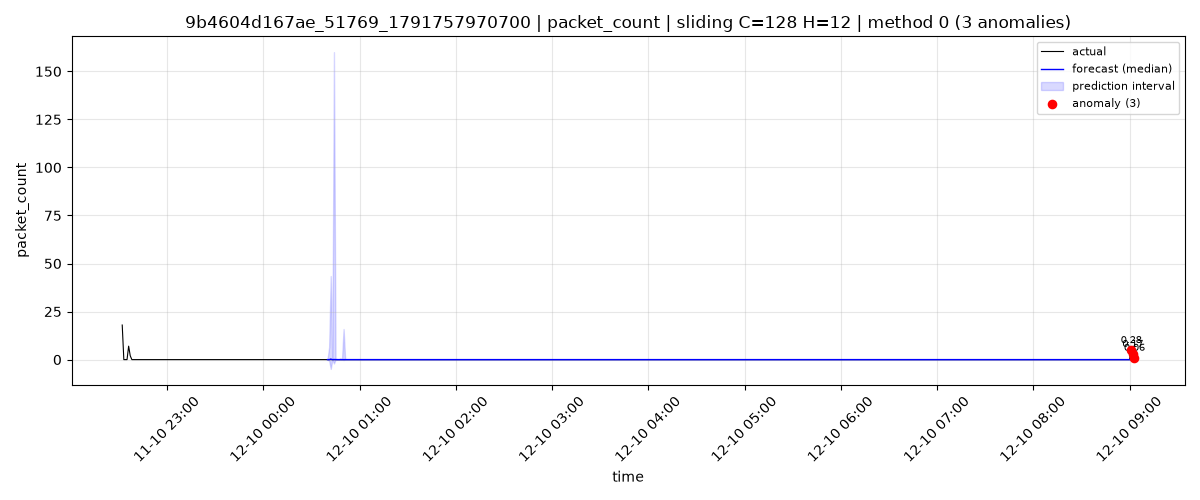 9b4604d167ae_51769_1791757970700 | packet_count | sliding C=128 H=12 | method 0 (3 anomalies)
actual
forecast (median)
prediction interval
anomaly (3)
packet_count
150
125
100
75
50
25
0
0.28
11-10 23:00
12-10 00:00
12-10 01:00
12-10 02:00
12-10 03:00
12-10 04:00
12-10 05:00
12-10 06:00
12-10 07:00
12-10 08:00
12-10 09:00
time